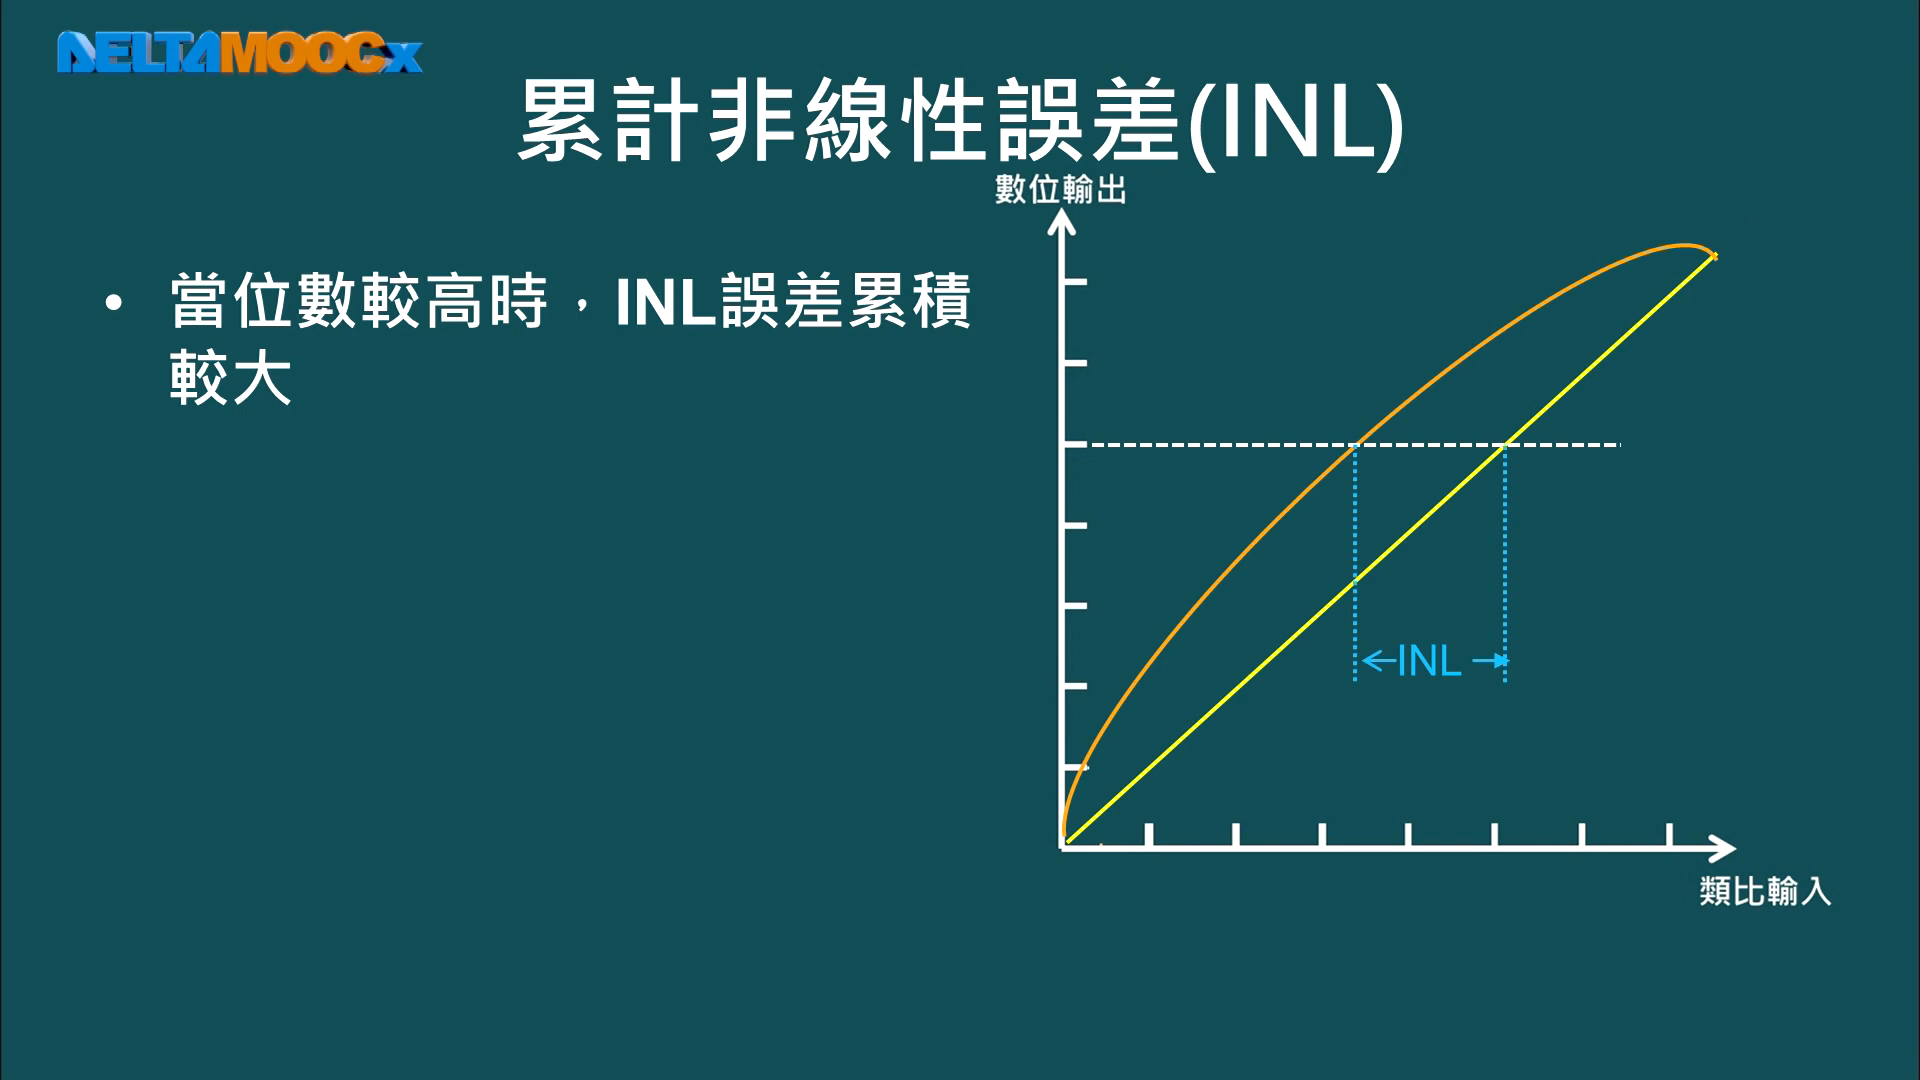 DELTAMOOCx
累計非線性誤差(INL)
數位輸出
• 當位數較高時，INL誤差累積
較大
INL
類比輸入